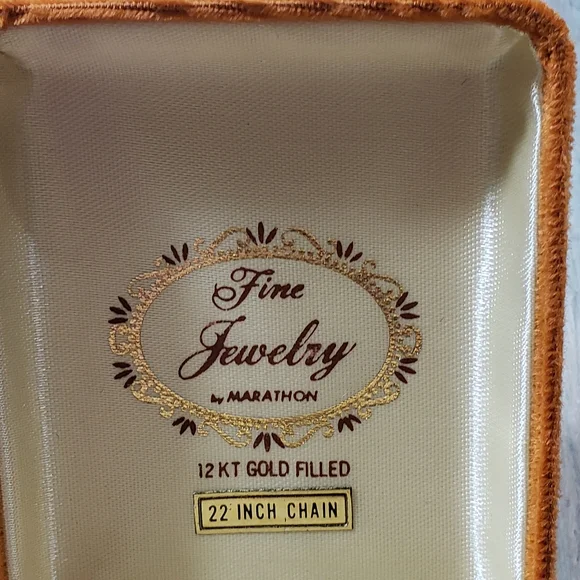 Fine
Jewelry
by MARATHON
12 KT GOLD FILLED
22 INCH CHAIN